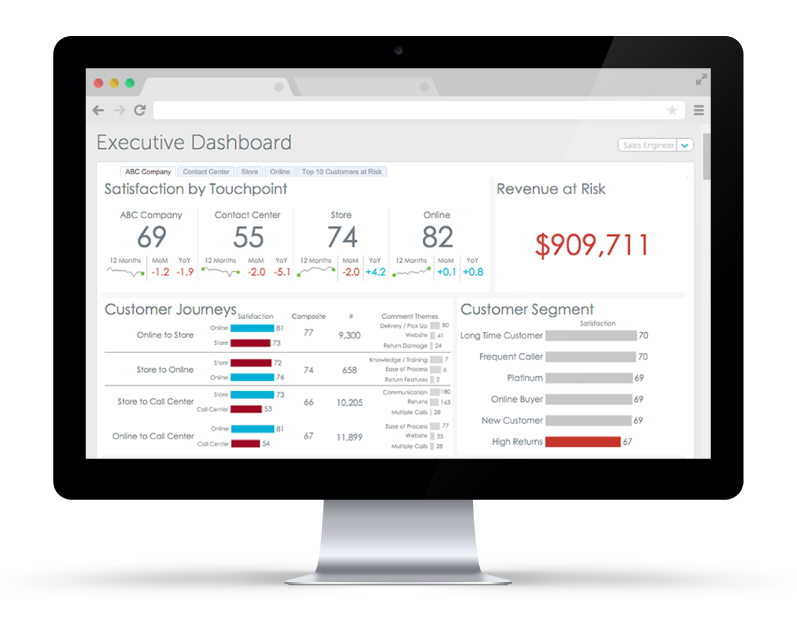 Executive Dashboard
Sales Engineer
ABC Company Contact Center Store Online Top 10 Customers at Risk
Satisfaction by Touchpoint
ABC Company Contact Center Store Online
69 55 74 82
12 Months MoM YoY 12 Months MoM YoY 12 Months MoM YoY 12 Months MoM YoY
-1.2 -1.9 -2.0 -5.1 -2.0 +4.2 +0.1 +0.8
Revenue at Risk
$909,711
Customer Journeys
Satisfaction Composite # Comment Themes
Online to Store
Online 81
Store 73
77 9,300
Delivery / Pick Up 80
Website 41
Return Damage 24
Store to Online
Store 72
Online 76
74 658
Knowledge / Training 7
Ease of Process 6
Return Features 2
Store to Call Center
Store 73
Call Center 53
66 10,205
Communication 180
Returns 163
Multiple Calls 28
Online to Call Center
Online 81
Call Center 54
67 11,899
Ease of Process 77
Website 35
Multiple Calls 28
Customer Segment
Satisfaction
Long Time Customer 70
Frequent Caller 70
Platinum 69
Online Buyer 69
New Customer 69
High Returns 67